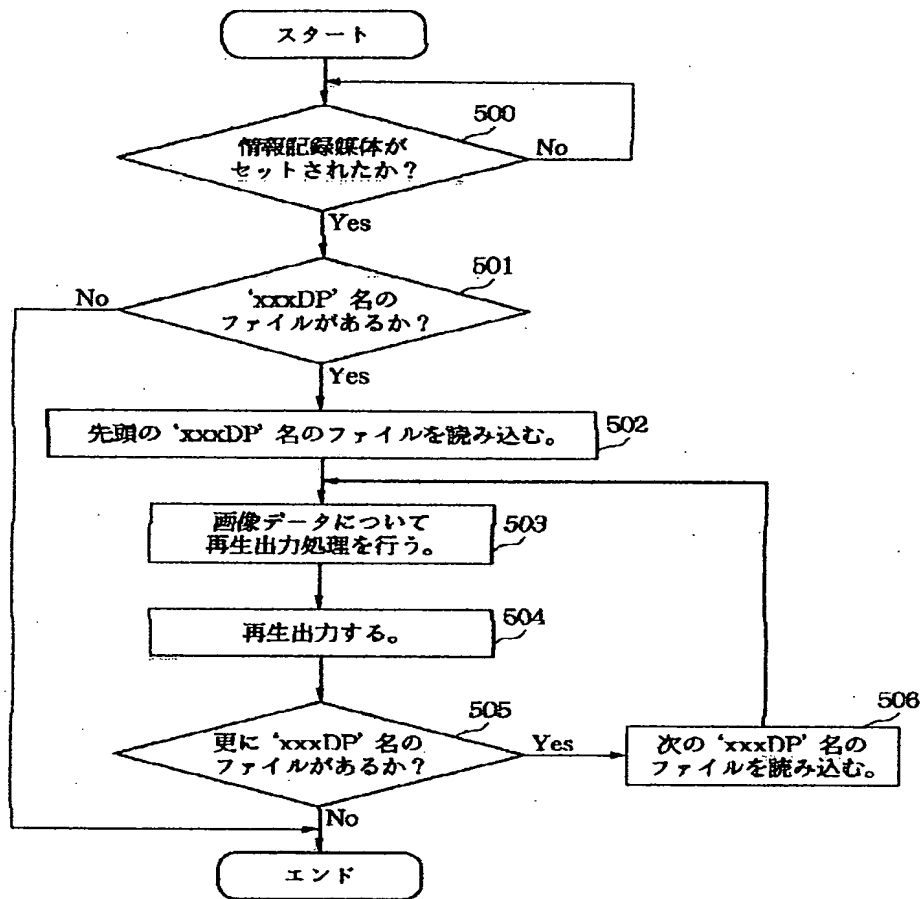 スタート
500
情報記録媒体が
セットされたか？
No
Yes
501
No
‘xxxDP’ 名の
ファイルがあるか？
Yes
先頭の ‘xxxDP’ 名のファイルを読み込む。
502
画像データについて
再生出力処理を行う。
503
再生出力する。
504
505
506
更に ‘xxxDP’ 名の
ファイルがあるか？
Yes
次の ‘xxxDP’ 名の
ファイルを読み込む。
No
エンド